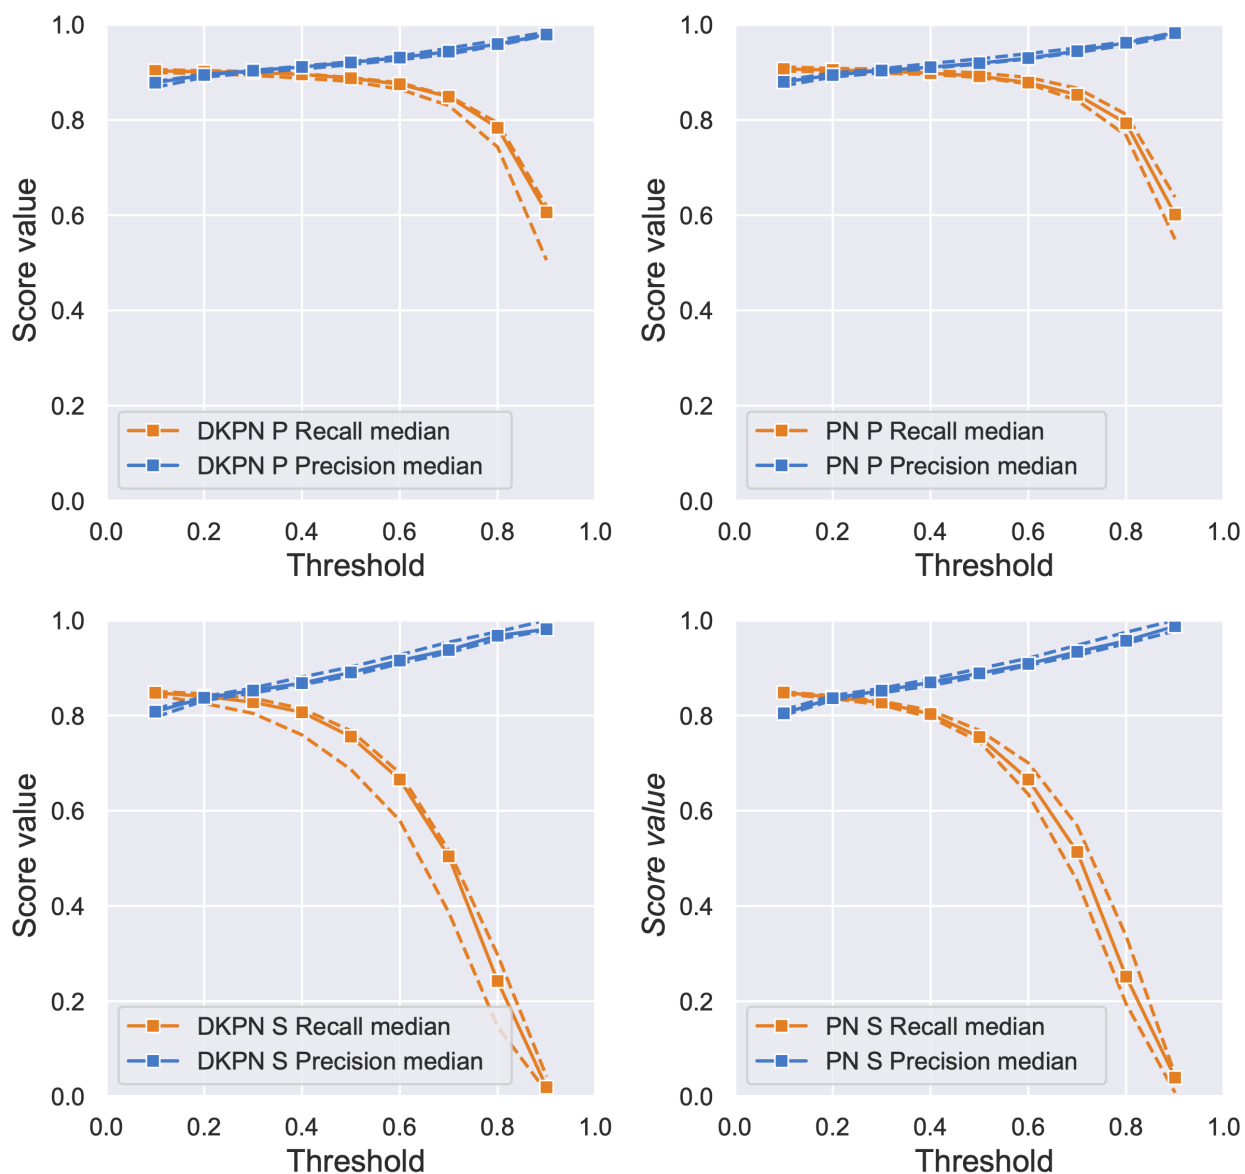 1.0
0.8
0.6
0.4
0.2
0.0
Score value
DKPN P Recall median
DKPN P Precision median
0.0 0.2 0.4 0.6 0.8 1.0
Threshold
1.0
0.8
0.6
0.4
0.2
0.0
Score value
PN P Recall median
PN P Precision median
0.0 0.2 0.4 0.6 0.8 1.0
Threshold
1.0
0.8
0.6
0.4
0.2
0.0
Score value
DKPN S Recall median
DKPN S Precision median
0.0 0.2 0.4 0.6 0.8 1.0
Threshold
1.0
0.8
0.6
0.4
0.2
0.0
Score value
PN S Recall median
PN S Precision median
0.0 0.2 0.4 0.6 0.8 1.0
Threshold